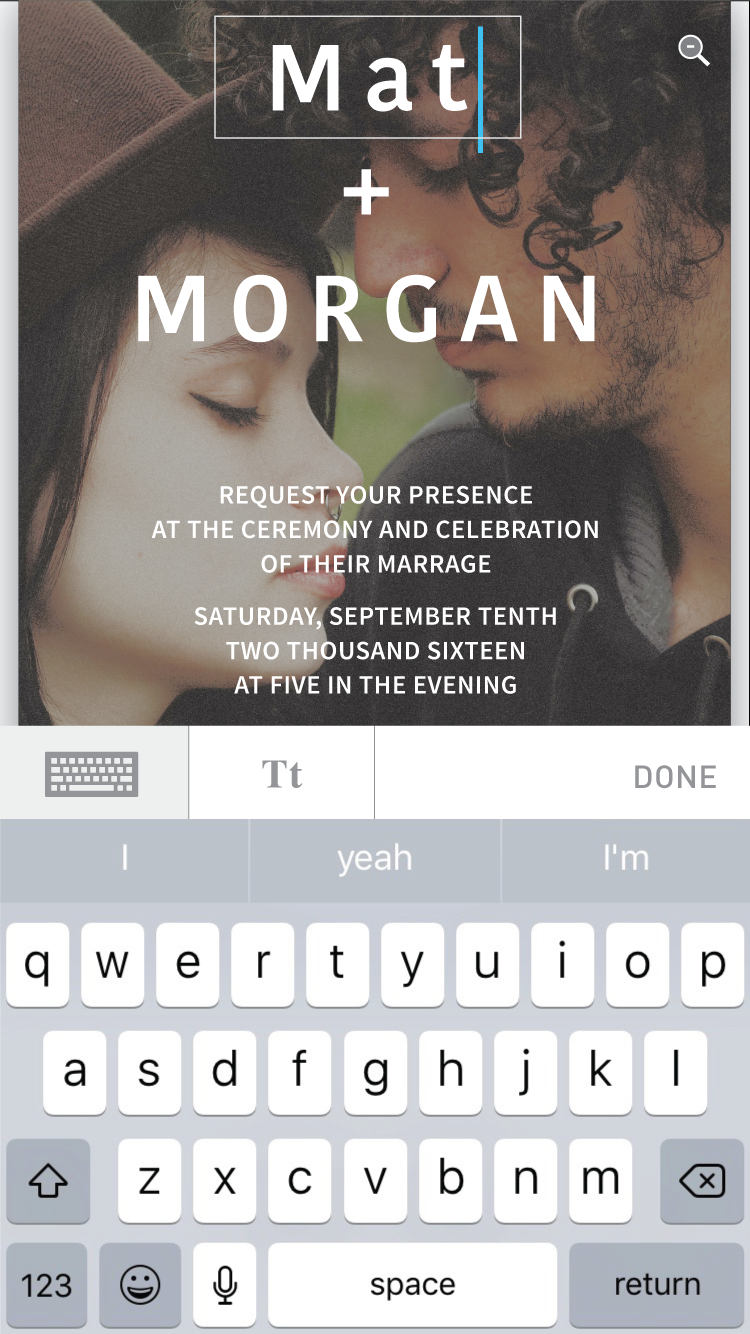 Mat
+
MORGAN
REQUEST YOUR PRESENCE
AT THE CEREMONY AND CELEBRATION
OF THEIR MARRAGE
SATURDAY, SEPTEMBER TENTH
TWO THOUSAND SIXTEEN
AT FIVE IN THE EVENING
Tt DONE
I yeah I'm
q w e r t y u i o p
a s d f g h j k l
z x c v b n m
123 space return